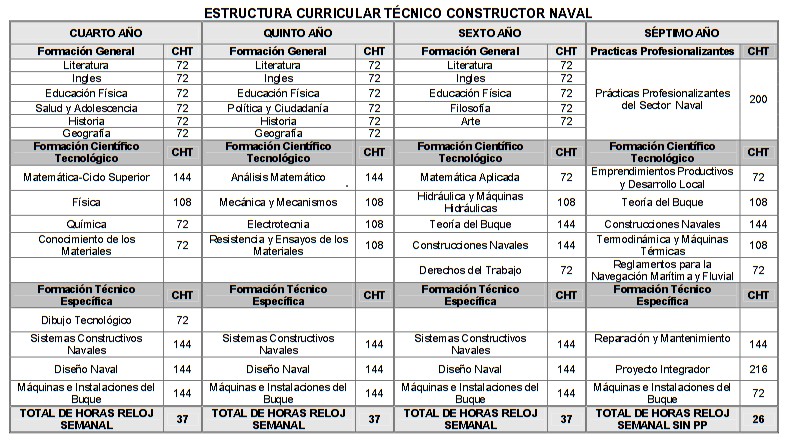 ESTRUCTURA CURRICULAR TÉCNICO CONSTRUCTOR NAVAL
CUARTO AÑO QUINTO AÑO SEXTO AÑO SÉPTIMO AÑO
Formación General CHT Formación General CHT Formación General CHT Practicas Profesionalizantes CHT
Literatura 72 Literatura 72 Literatura 72
Ingles 72 Ingles 72 Ingles 72
Educación Física 72 Educación Física 72 Educación Física 72 Prácticas Profesionalizantes
del Sector Naval 200
Salud y Adolescencia 72 Política y Ciudadanía 72 Filosofía 72
Historia 72 Historia 72 Arte 72
Geografía 72 Geografía 72
Formación Científico
Tecnológico CHT Formación Científico
Tecnológico CHT Formación Científico
Tecnológico CHT Formación Científico
Tecnológico CHT
Matemática-Ciclo Superior 144 Análisis Matemático 144 Matemática Aplicada 72 Emprendimientos Productivos
y Desarrollo Local 72
Física 108 Mecánica y Mecanismos 108 Hidráulica y Máquinas
Hidráulicas 108 Teoría del Buque 108
Química 72 Electrotecnia 108 Teoría del Buque 144 Construcciones Navales 144
Conocimiento de los
Materiales 72 Resistencia y Ensayos de los
Materiales 108 Construcciones Navales 144 Termodinámica y Máquinas
Térmicas 108
Derechos del Trabajo 72 Reglamentos para la
Navegación Marítima y Fluvial 72
Formación Técnico
Específica CHT Formación Técnico
Específica CHT Formación Técnico
Específica CHT Formación Técnico
Específica CHT
Dibujo Tecnológico 72
Sistemas Constructivos
Navales 144 Sistemas Constructivos
Navales 144 Sistemas Constructivos
Navales 144 Reparación y Mantenimiento 144
Diseño Naval 144 Diseño Naval 144 Diseño Naval 144 Proyecto Integrador 216
Máquinas e Instalaciones del
Buque 144 Máquinas e Instalaciones del
Buque 144 Máquinas e Instalaciones del
Buque 144 Máquinas e Instalaciones del
Buque 72
TOTAL DE HORAS RELOJ
SEMANAL 37 TOTAL DE HORAS RELOJ
SEMANAL 37 TOTAL DE HORAS RELOJ
SEMANAL 37 TOTAL DE HORAS RELOJ
SEMANAL SIN PP 26